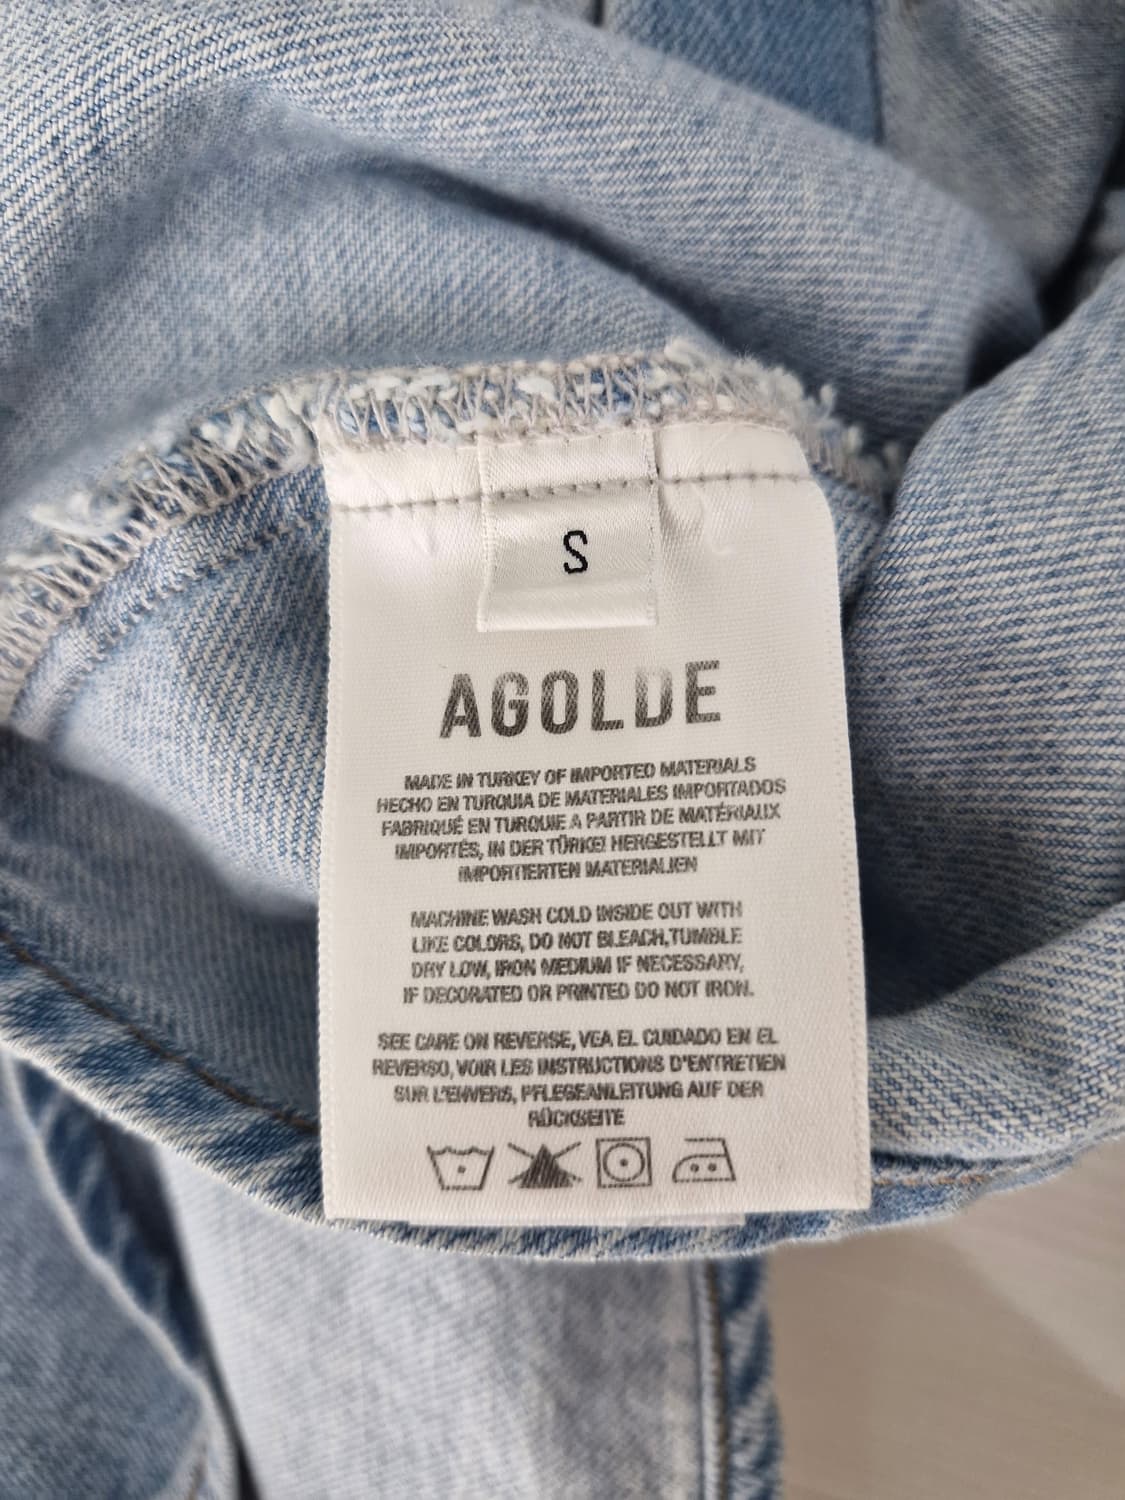 S
AGOLDE
MADE IN TURKEY OF IMPORTED MATERIALS
HECHO EN TURQUIA DE MATERIALES IMPORTADOS
FABRIQUÉ EN TURQUIE A PARTIR DE MATÉRIAUX
IMPORTÉS, IN DER TÜRKEI HERGESTELLT MIT
IMPORTIERTEN MATERIALIEN
MACHINE WASH COLD INSIDE OUT WITH
LIKE COLORS, DO NOT BLEACH,TUMBLE
DRY LOW, IRON MEDIUM IF NECESSARY,
IF DECORATED OR PRINTED DO NOT IRON.
SEE CARE ON REVERSE, VEA EL CUIDADO EN EL
REVERSO, VOIR LES INSTRUCTIONS D'ENTRETIEN
SUR L'ENVERS, PFLEGEANLEITUNG AUF DER
RÜCKSEITE